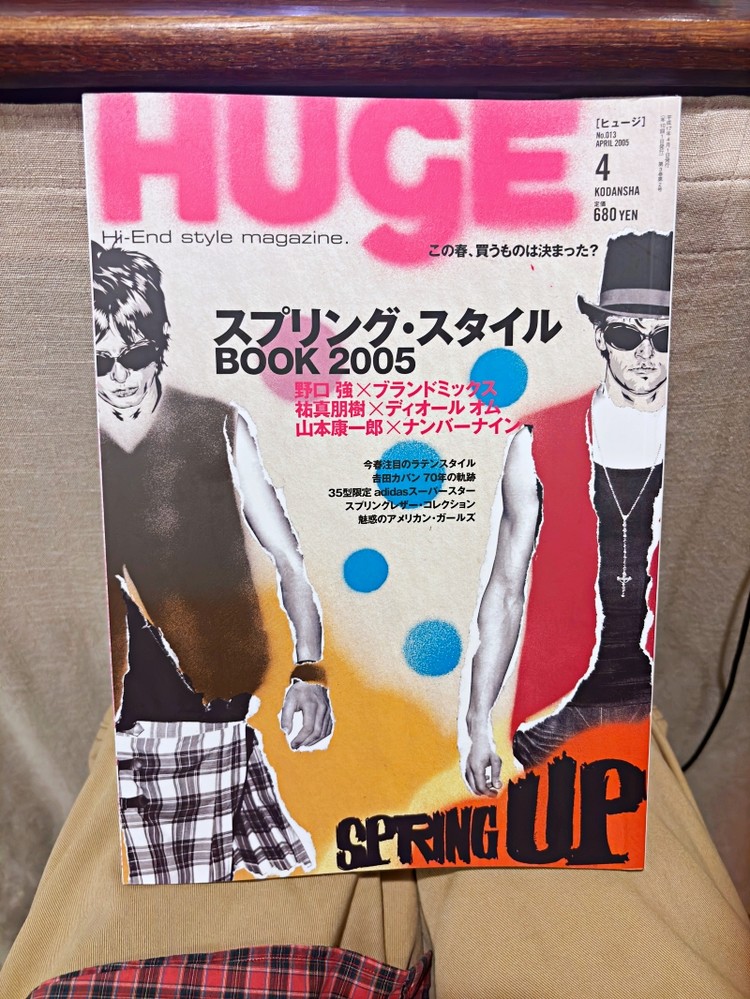 HUGE
[ヒュージ]
No.013
APRIL 2005
4
KODANSHA
定価
680 YEN
Hi-End style magazine.
この春、買うものは決まった?
スプリング・スタイル
BOOK 2005
野口 強×ブランドミックス
祐真朋樹×ディオール オム
山本康一郎×ナンバーナイン
今春注目のラテンスタイル
吉田カバン 70年の軌跡
35型限定 adidasスーパースター
スプリングレザー・コレクション
魅惑のアメリカン・ガールズ
SPRING UP